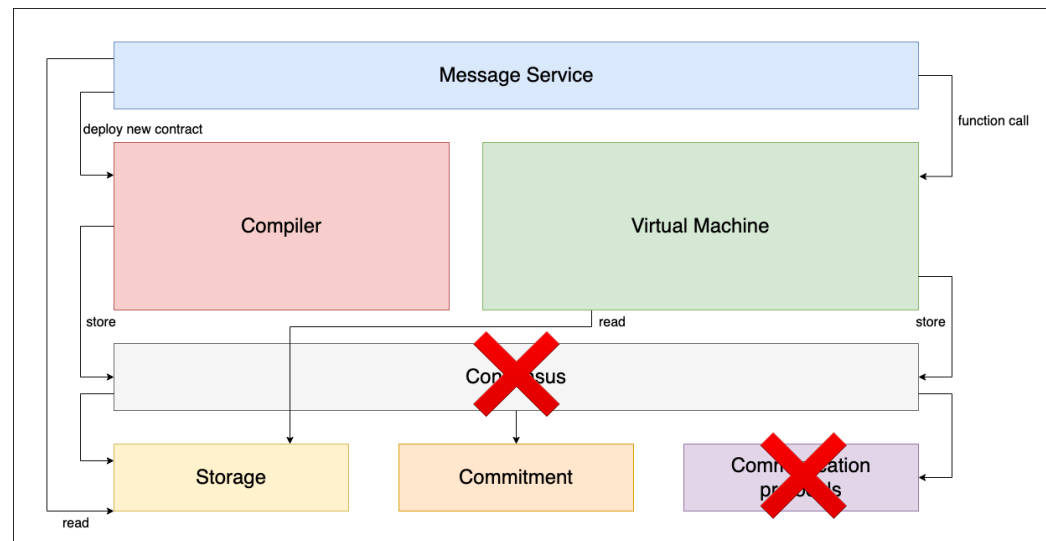 Message Service
deploy new contract
function call
Compiler
Virtual Machine
store
read
store
Storage
Commitment
read